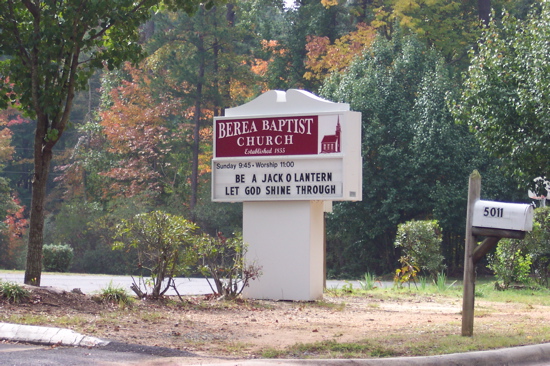 BEREA BAPTIST
CHURCH
Established 1855
Sunday 9:45 • Worship 11:00
BE A JACK O LANTERN
LET GOD SHINE THROUGH
5011